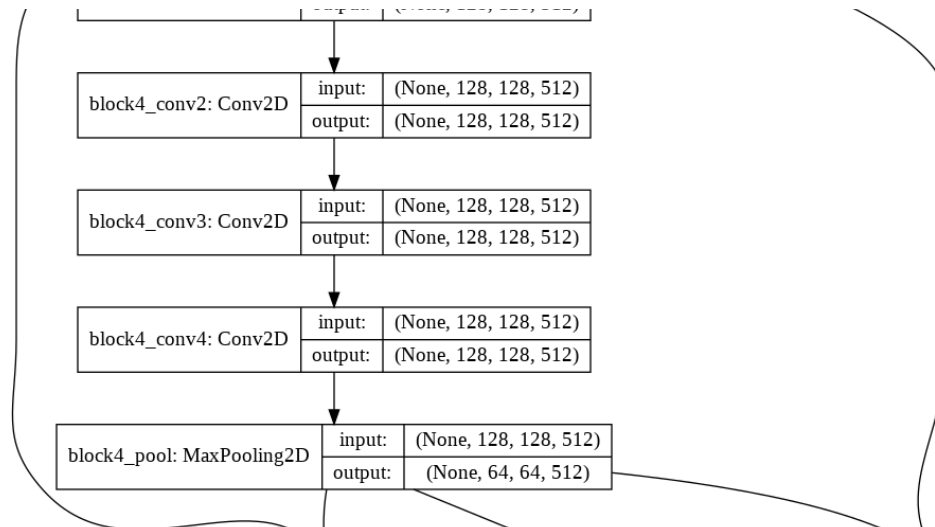 block4_conv2: Conv2D
input: (None, 128, 128, 512)
output: (None, 128, 128, 512)
block4_conv3: Conv2D
input: (None, 128, 128, 512)
output: (None, 128, 128, 512)
block4_conv4: Conv2D
input: (None, 128, 128, 512)
output: (None, 128, 128, 512)
block4_pool: MaxPooling2D
input: (None, 128, 128, 512)
output: (None, 64, 64, 512)